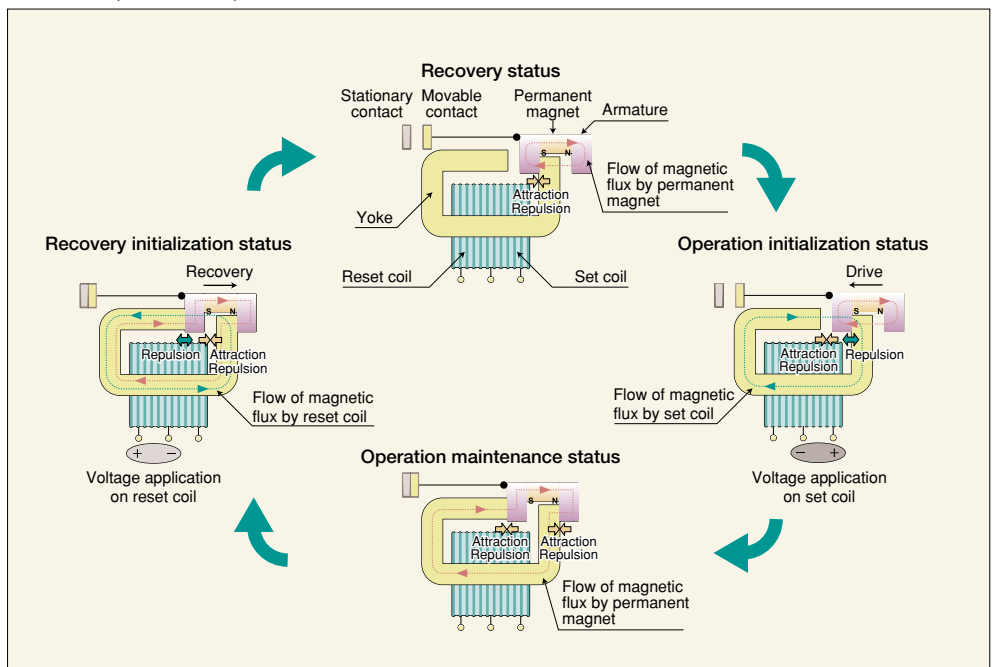 Recovery status
Stationary
contact
Movable
contact
Permanent
magnet
Armature
S N
Flow of magnetic
flux by permanent
magnet
Attraction
Repulsion
Yoke
Reset coil
Set coil
Recovery initialization status
Recovery
S N
Repulsion
Attraction
Repulsion
Flow of magnetic
flux by reset coil
+ −
Voltage application
on reset coil
Operation initialization status
Drive
S N
Attraction
Repulsion
Repulsion
Flow of magnetic
flux by set coil
− +
Voltage application
on set coil
Operation maintenance status
S N
Attraction
Repulsion
Attraction
Repulsion
Flow of magnetic
flux by permanent
magnet